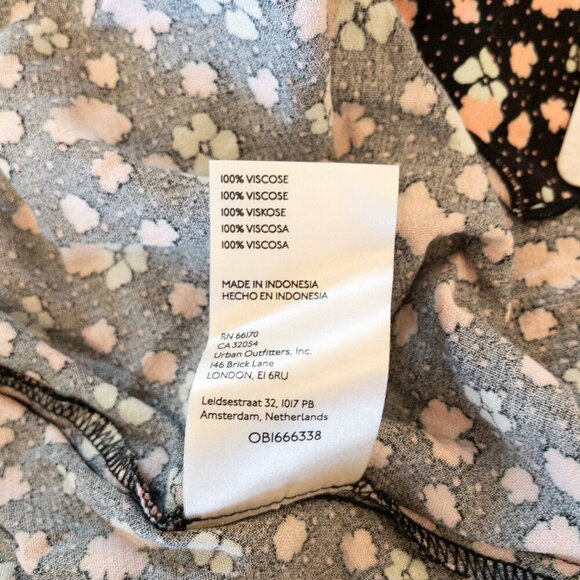 100% VISCOSE
100% VISCOSE
100% VISKOSE
100% VISCOSA
100% VISCOSA
MADE IN INDONESIA
HECHO EN INDONESIA
RN 66170
CA 32054
Urban Outfitters, Inc.
146 Brick Lane
LONDON, E1 6RU
Leidsestraat 32, 1017 PB
Amsterdam, Netherlands
OB1666338